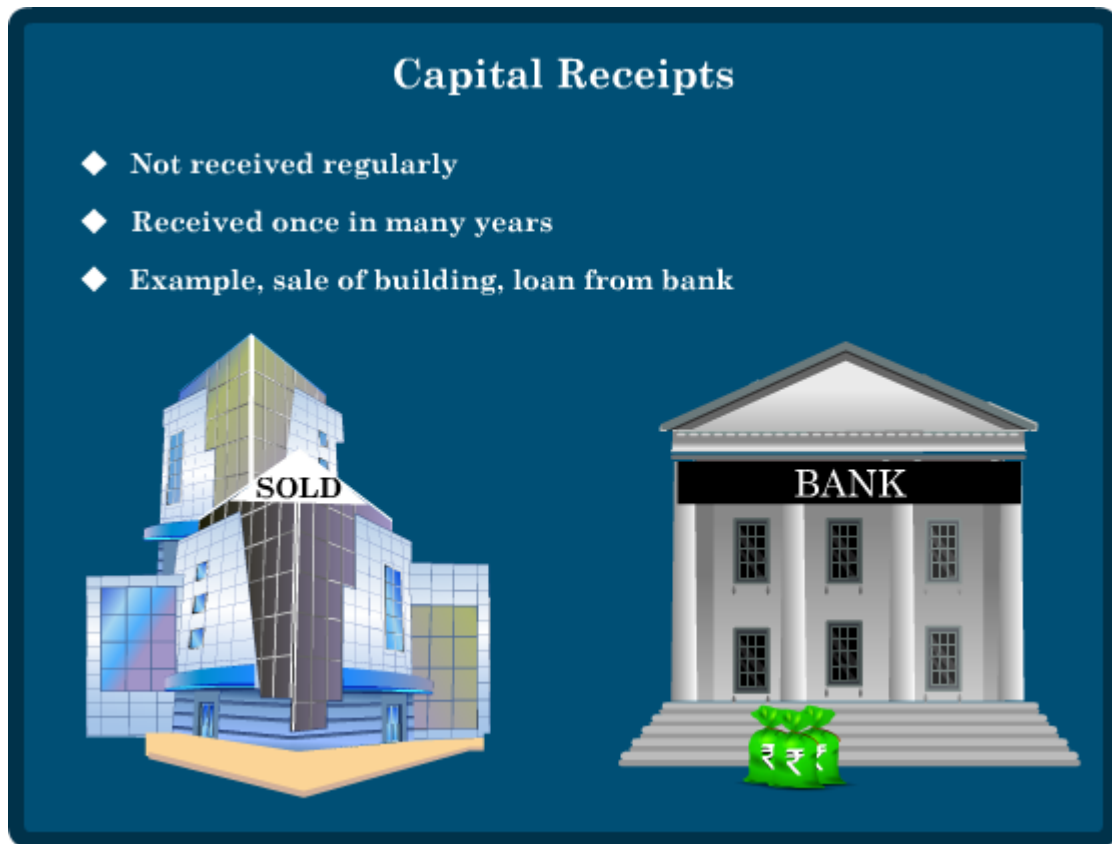 Capital Receipts
Not received regularly
Received once in many years
Example, sale of building, loan from bank
SOLD
BANK
₹ ₹ ₹